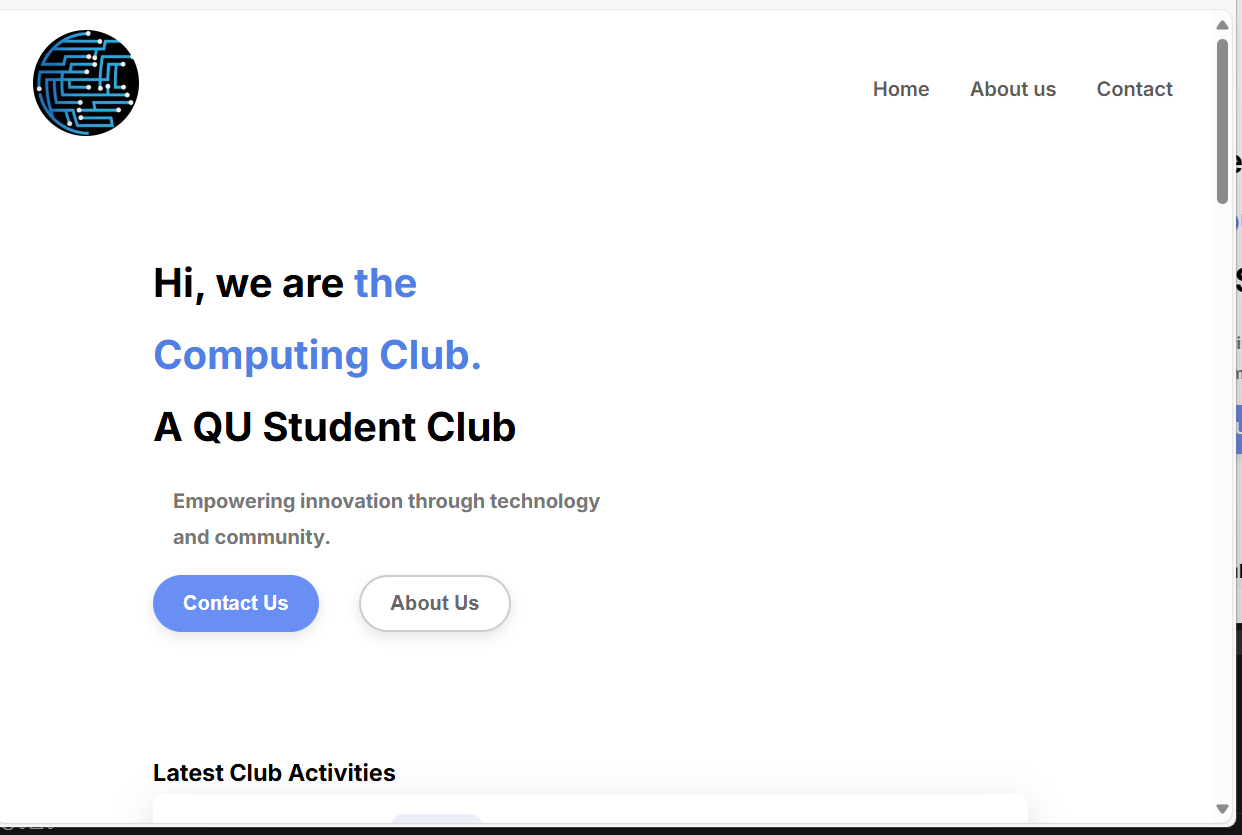 Home About us Contact
Hi, we are the
Computing Club.
A QU Student Club
Empowering innovation through technology
and community.
Contact Us About Us
Latest Club Activities